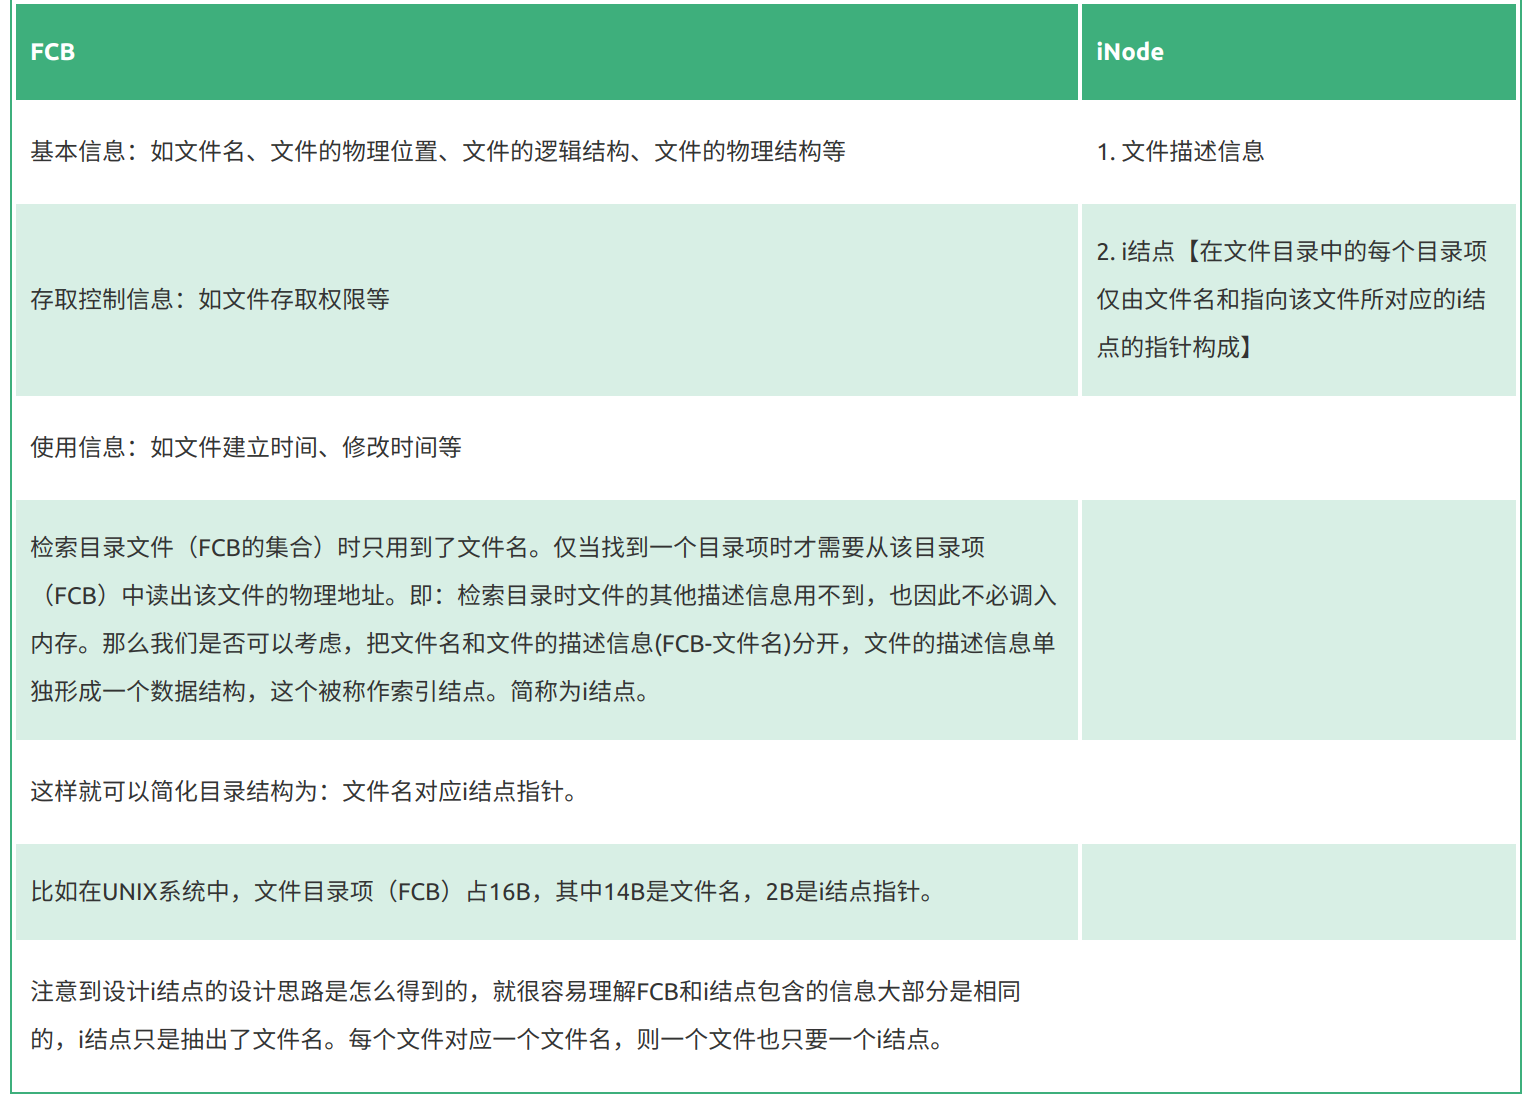 FCB
iNode
基本信息：如文件名、文件的物理位置、文件的逻辑结构、文件的物理结构等
1. 文件描述信息
存取控制信息：如文件存取权限等
2. i结点【在文件目录中的每个目录项
仅由文件名和指向该文件所对应的i结
点的指针构成】
使用信息：如文件建立时间、修改时间等
检索目录文件（FCB的集合）时只用到了文件名。仅当找到一个目录项时才需要从该目录项
（FCB）中读出该文件的物理地址。即：检索目录时文件的其他描述信息用不到，也因此不必调入
内存。那么我们是否可以考虑，把文件名和文件的描述信息(FCB-文件名)分开，文件的描述信息单
独形成一个数据结构，这个被称作索引结点。简称为i结点。
这样就可以简化目录结构为：文件名对应i结点指针。
比如在UNIX系统中，文件目录项（FCB）占16B，其中14B是文件名，2B是i结点指针。
注意到设计i结点的设计思路是怎么得到的，就很容易理解FCB和i结点包含的信息大部分是相同
的，i结点只是抽出了文件名。每个文件对应一个文件名，则一个文件也只要一个i结点。